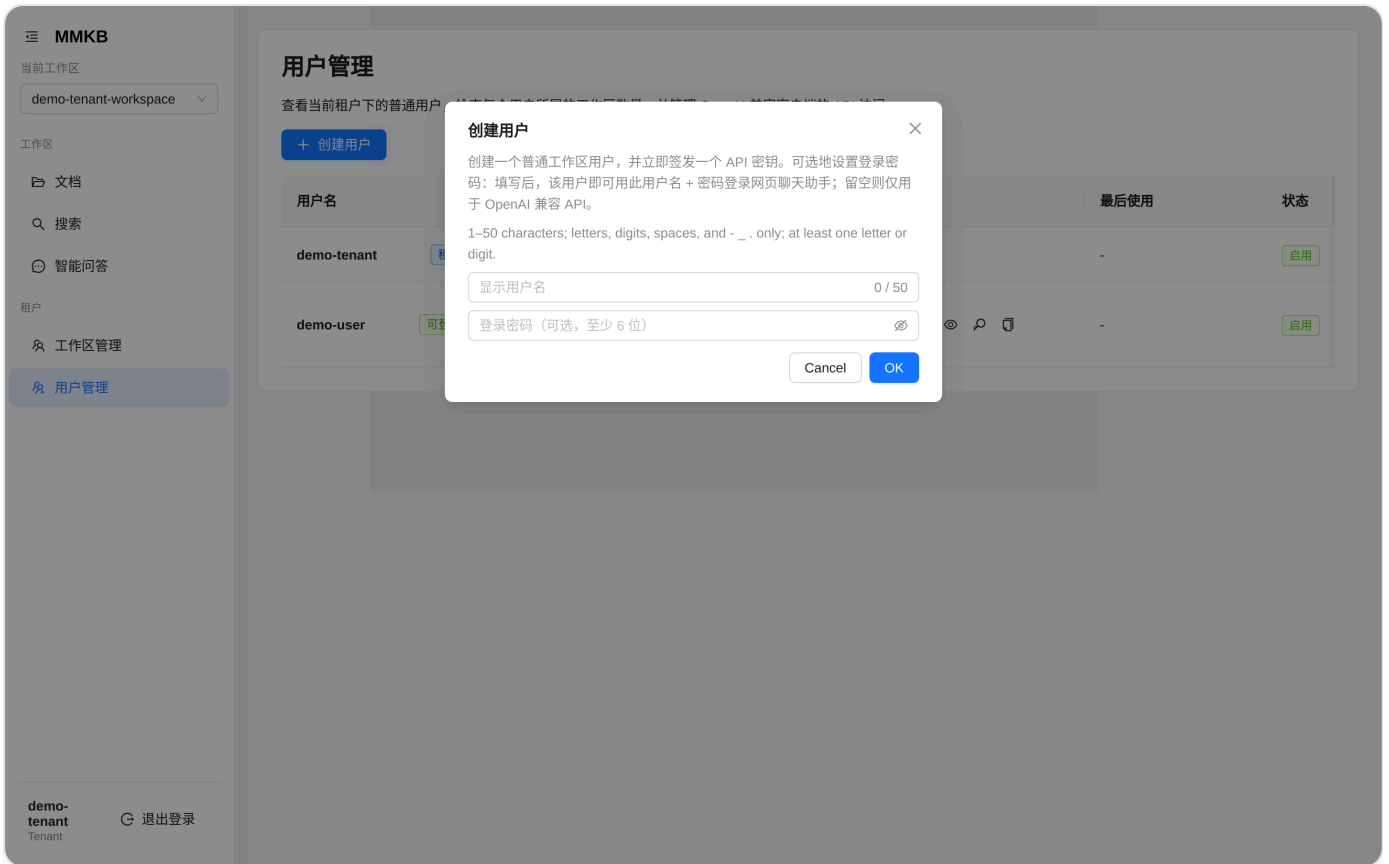 MMKB
当前工作区
demo-tenant-workspace
工作区
文档
搜索
智能问答
租户
工作区管理
用户管理
demo-tenant
Tenant
退出登录
用户管理
查看当前租户下的普通用户
创建用户
用户名
最后使用
状态
demo-tenant
-
启用
demo-user
-
启用
创建用户
创建一个普通工作区用户，并立即签发一个 API 密钥。可选地设置登录密
码：填写后，该用户即可用此用户名 + 密码登录网页聊天助手；留空则仅用
于 OpenAI 兼容 API。
1–50 characters; letters, digits, spaces, and - _ . only; at least one letter or
digit.
显示用户名
0 / 50
登录密码（可选，至少 6 位）
Cancel
OK